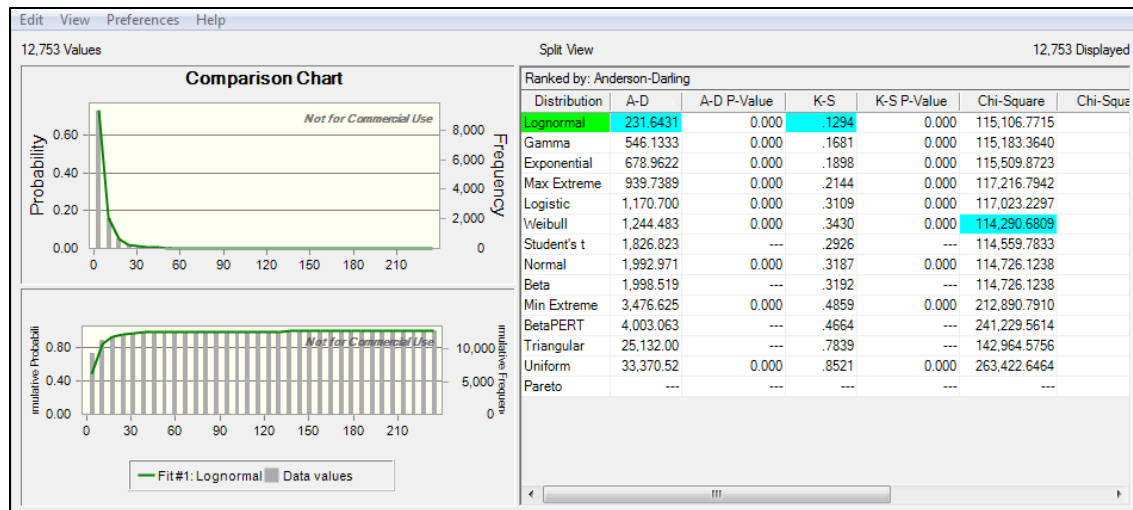 Edit View Preferences Help
12,753 Values Split View 12,753 Displayed
Comparison Chart
Not for Commercial Use
Probability
0.60
0.40
0.20
0.00
8,000
6,000
4,000
2,000
0
Frequency
0 30 60 90 120 150 180 210
Not for Commercial Use
imulative Probabili
0.80
0.40
0.00
10,000
5,000
0
imulative Frequenc
0 30 60 90 120 150 180 210
Fit#1: Lognormal Data values
Ranked by: Anderson-Darling
Distribution A-D A-D P-Value K-S K-S P-Value Chi-Square Chi-Squa
Lognormal 231.6431 0.000 .1294 0.000 115,106.7715
Gamma 546.1333 0.000 .1681 0.000 115,183.3640
Exponential 678.9622 0.000 .1898 0.000 115,509.8723
Max Extreme 939.7389 0.000 .2144 0.000 117,216.7942
Logistic 1,170.700 0.000 .3109 0.000 117,023.2297
Weibull 1,244.483 0.000 .3430 0.000 114,290.6809
Student's t 1,826.823 --- .2926 --- 114,559.7833
Normal 1,992.971 0.000 .3187 0.000 114,726.1238
Beta 1,998.519 --- .3192 --- 114,726.1238
Min Extreme 3,476.625 0.000 .4859 0.000 212,890.7910
BetaPERT 4,003.063 --- .4664 --- 241,229.5614
Triangular 25,132.00 --- .7839 --- 142,964.5756
Uniform 33,370.52 0.000 .8521 0.000 263,422.6464
Pareto --- --- --- --- ---